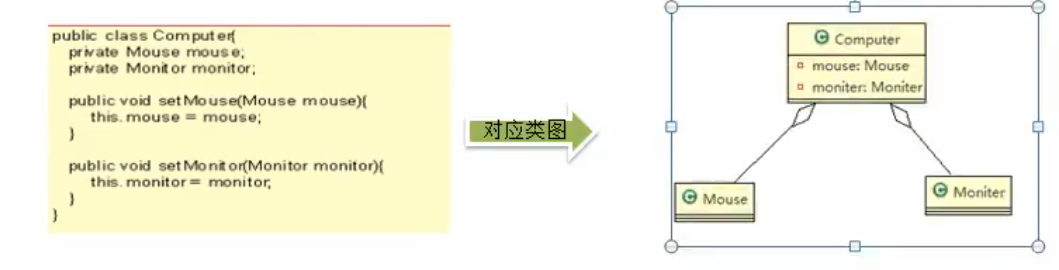 public class Computer{
private Mouse mouse;
private Monitor monitor;
public void setMouse(Mouse mouse){
this.mouse = mouse;
}
public void setMonitor(Monitor monitor){
this.monitor = monitor;
}
}
对应类图
C Computer
mouse: Mouse
moniter: Moniter
C Mouse
C Moniter